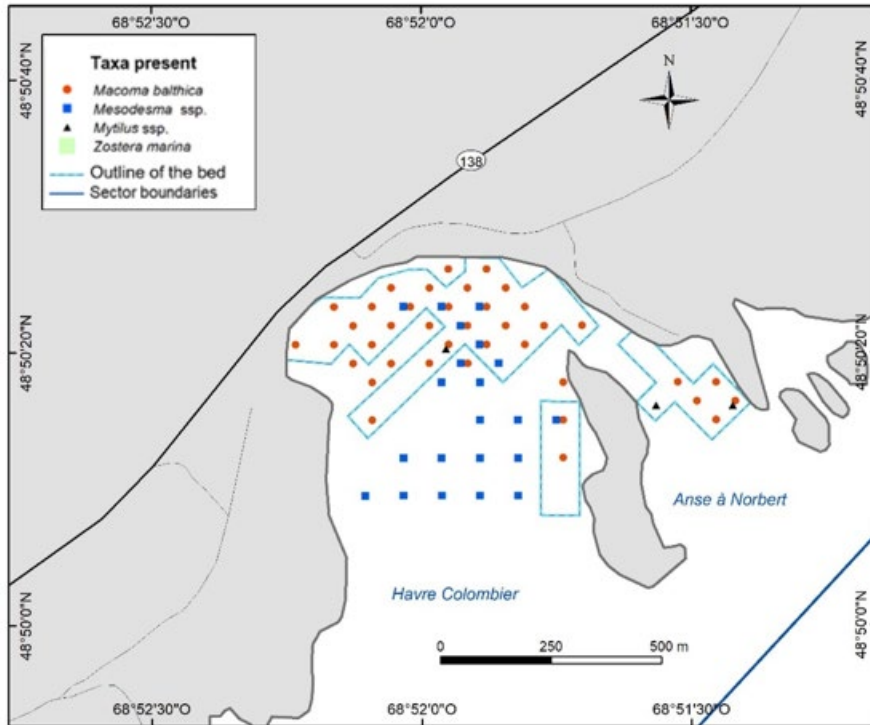 68°52'30"O 68°52'0"O 68°51'30"O
48°50'40"N
48°50'40"N
Taxa present
Macoma balthica
Mesodesma ssp.
Mytilus ssp.
Zostera marina
Outline of the bed
Sector boundaries
N
138
48°50'20"N
48°50'20"N
Anse à Norbert
Havre Colombier
48°50'0"N
48°50'0"N
0 250 500 m
68°52'30"O 68°52'0"O 68°51'30"O